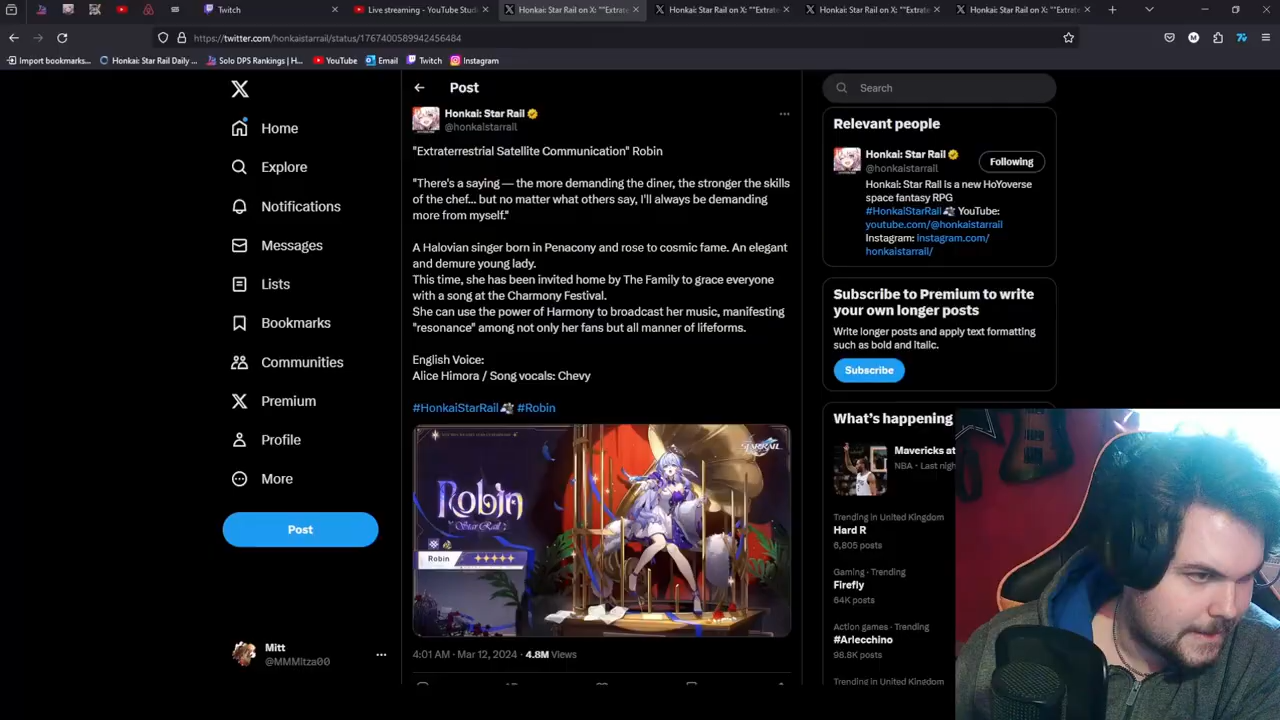 Twitch
Live streaming - YouTube Studio
Honkai: Star Rail on X: ""Extrate
Honkai: Star Rail on X: ""Extrate
Honkai: Star Rail on X: ""Extrate
Honkai: Star Rail on X: ""Extrate
https://twitter.com/honkaistarrail/status/1767400589942456484
Import bookmarks...
Honkai: Star Rail Daily ...
Solo DPS Rankings | H...
YouTube
Email
Twitch
Instagram
Home
Explore
Notifications
Messages
Lists
Bookmarks
Communities
Premium
Profile
More
Post
Mitt
@MMMitza00
Post
Honkai: Star Rail
@honkaistarrail
"Extraterrestrial Satellite Communication" Robin
"There's a saying — the more demanding the diner, the stronger the skills
of the chef... but no matter what others say, I'll always be demanding
more from myself."
A Halovian singer born in Penacony and rose to cosmic fame. An elegant
and demure young lady.
This time, she has been invited home by The Family to grace everyone
with a song at the Charmony Festival.
She can use the power of Harmony to broadcast her music, manifesting
"resonance" among not only her fans but all manner of lifeforms.
English Voice:
Alice Himora / Song vocals: Chevy
#HonkaiStarRail #Robin
STAR RAIL
Robin
Star Rail
Robin
4:01 AM · Mar 12, 2024 · 4.8M Views
Search
Relevant people
Honkai: Star Rail
@honkaistarrail
Following
Honkai: Star Rail is a new HoYoverse
space fantasy RPG
#HonkaiStarRail YouTube:
youtube.com/@honkaistarrail
Instagram: instagram.com/
honkaistarrail/
Subscribe to Premium to write
your own longer posts
Write longer posts and apply text formatting
such as bold and italic.
Subscribe
What's happening
Mavericks at
NBA · Last nigh
Trending in United Kingdom
Hard R
6,805 posts
Gaming · Trending
Firefly
64K posts
Action games · Trending
#Arlecchino
98.8K posts
Trending in United Kingdom